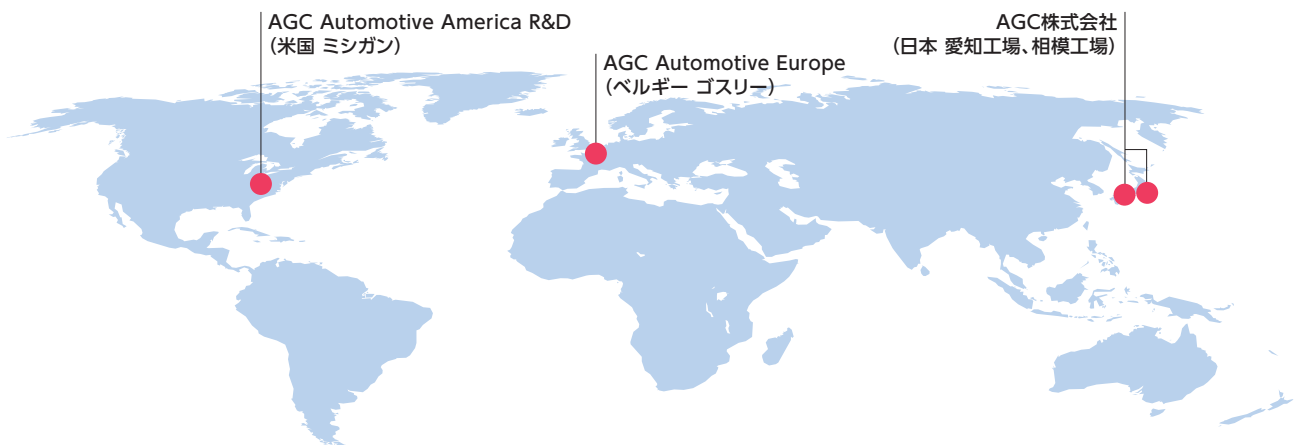 AGC Automotive America R&D
（米国 ミシガン）
AGC Automotive Europe
（ベルギー ゴスリー）
AGC株式会社
（日本 愛知工場、相模工場）